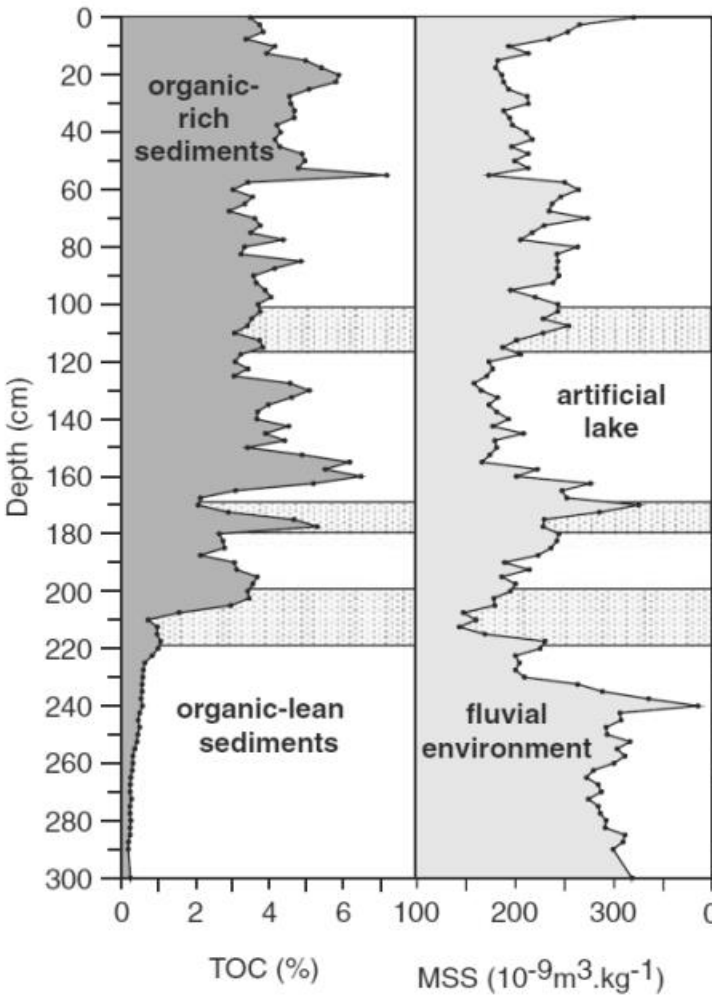 0
20
40
60
80
100
120
140
160
180
200
220
240
260
280
300
Depth (cm)
organic-
rich
sediments
organic-lean
sediments
0 2 4 6
TOC (%)
artificial
lake
fluvial
environment
100 200 300 0
MSS (10⁻⁹m³.kg⁻¹)